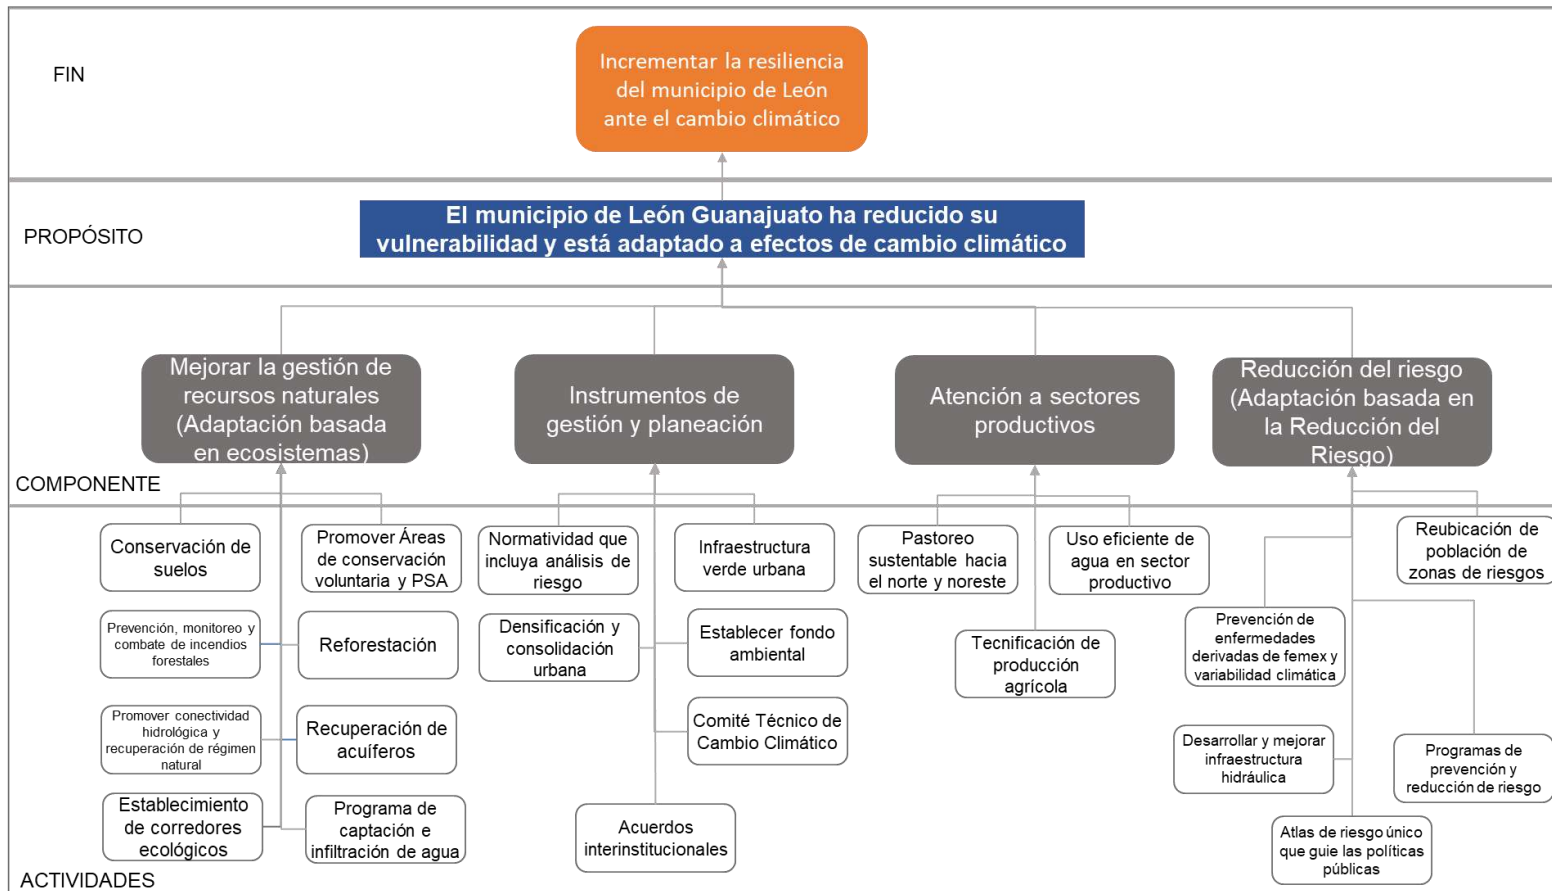 FIN
Incrementar la resiliencia
del municipio de León
ante el cambio climático
PROPÓSITO
El municipio de León Guanajuato ha reducido su
vulnerabilidad y está adaptado a efectos de cambio climático
COMPONENTE
Mejorar la gestión de
recursos naturales
(Adaptación basada
en ecosistemas)
Instrumentos de
gestión y planeación
Atención a sectores
productivos
Reducción del riesgo
(Adaptación basada en
la Reducción del
Riesgo)
ACTIVIDADES
Conservación de
suelos
Promover Áreas
de conservación
voluntaria y PSA
Prevención, monitoreo y
combate de incendios
forestales
Reforestación
Promover conectividad
hidrológica y
recuperación de régimen
natural
Recuperación de
acuíferos
Establecimiento
de corredores
ecológicos
Programa de
captación e
infiltración de agua
Normatividad que
incluya análisis de
riesgo
Infraestructura
verde urbana
Densificación y
consolidación
urbana
Establecer fondo
ambiental
Comité Técnico de
Cambio Climático
Acuerdos
interinstitucionales
Pastoreo
sustentable hacia
el norte y noreste
Uso eficiente de
agua en sector
productivo
Tecnificación de
producción
agrícola
Reubicación de
población de
zonas de riesgos
Prevención de
enfermedades
derivadas de femex y
variabilidad climática
Desarrollar y mejorar
infraestructura
hidráulica
Programas de
prevención y
reducción de riesgo
Atlas de riesgo único
que guie las políticas
públicas